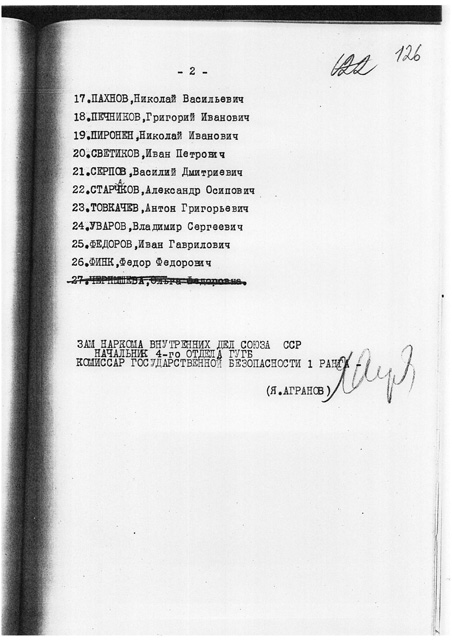 - 2 -
122 126
17.ПАХНОВ,Николай Васильевич
18.ПЕЧНИКОВ,Григорий Иванович
19.ПИРОНЕН,Николай Иванович
20.СВЕТИКОВ,Иван Петрович
21.СЕРПОВ,Василий Дмитриевич
22.СТАРЧКОВ,Александр Осипович
23.ТОВКАЧЕВ,Антон Григорьевич
24.УВАРОВ,Владимир Сергеевич
25.ФЕДОРОВ,Иван Гаврилович
26.ФИНК,Федор Федорович
27.ЧЕРНЫШЕВА,Ольга Федоровна.
ЗАМ НАРКОМА ВНУТРЕННИХ ДЕЛ СОЮЗА ССР
НАЧАЛЬНИК 4-го ОТДЕЛА ГУГБ
КОМИССАР ГОСУДАРСТВЕННОЙ БЕЗОПАСНОСТИ 1 РАНГА -
(Я.АГРАНОВ)